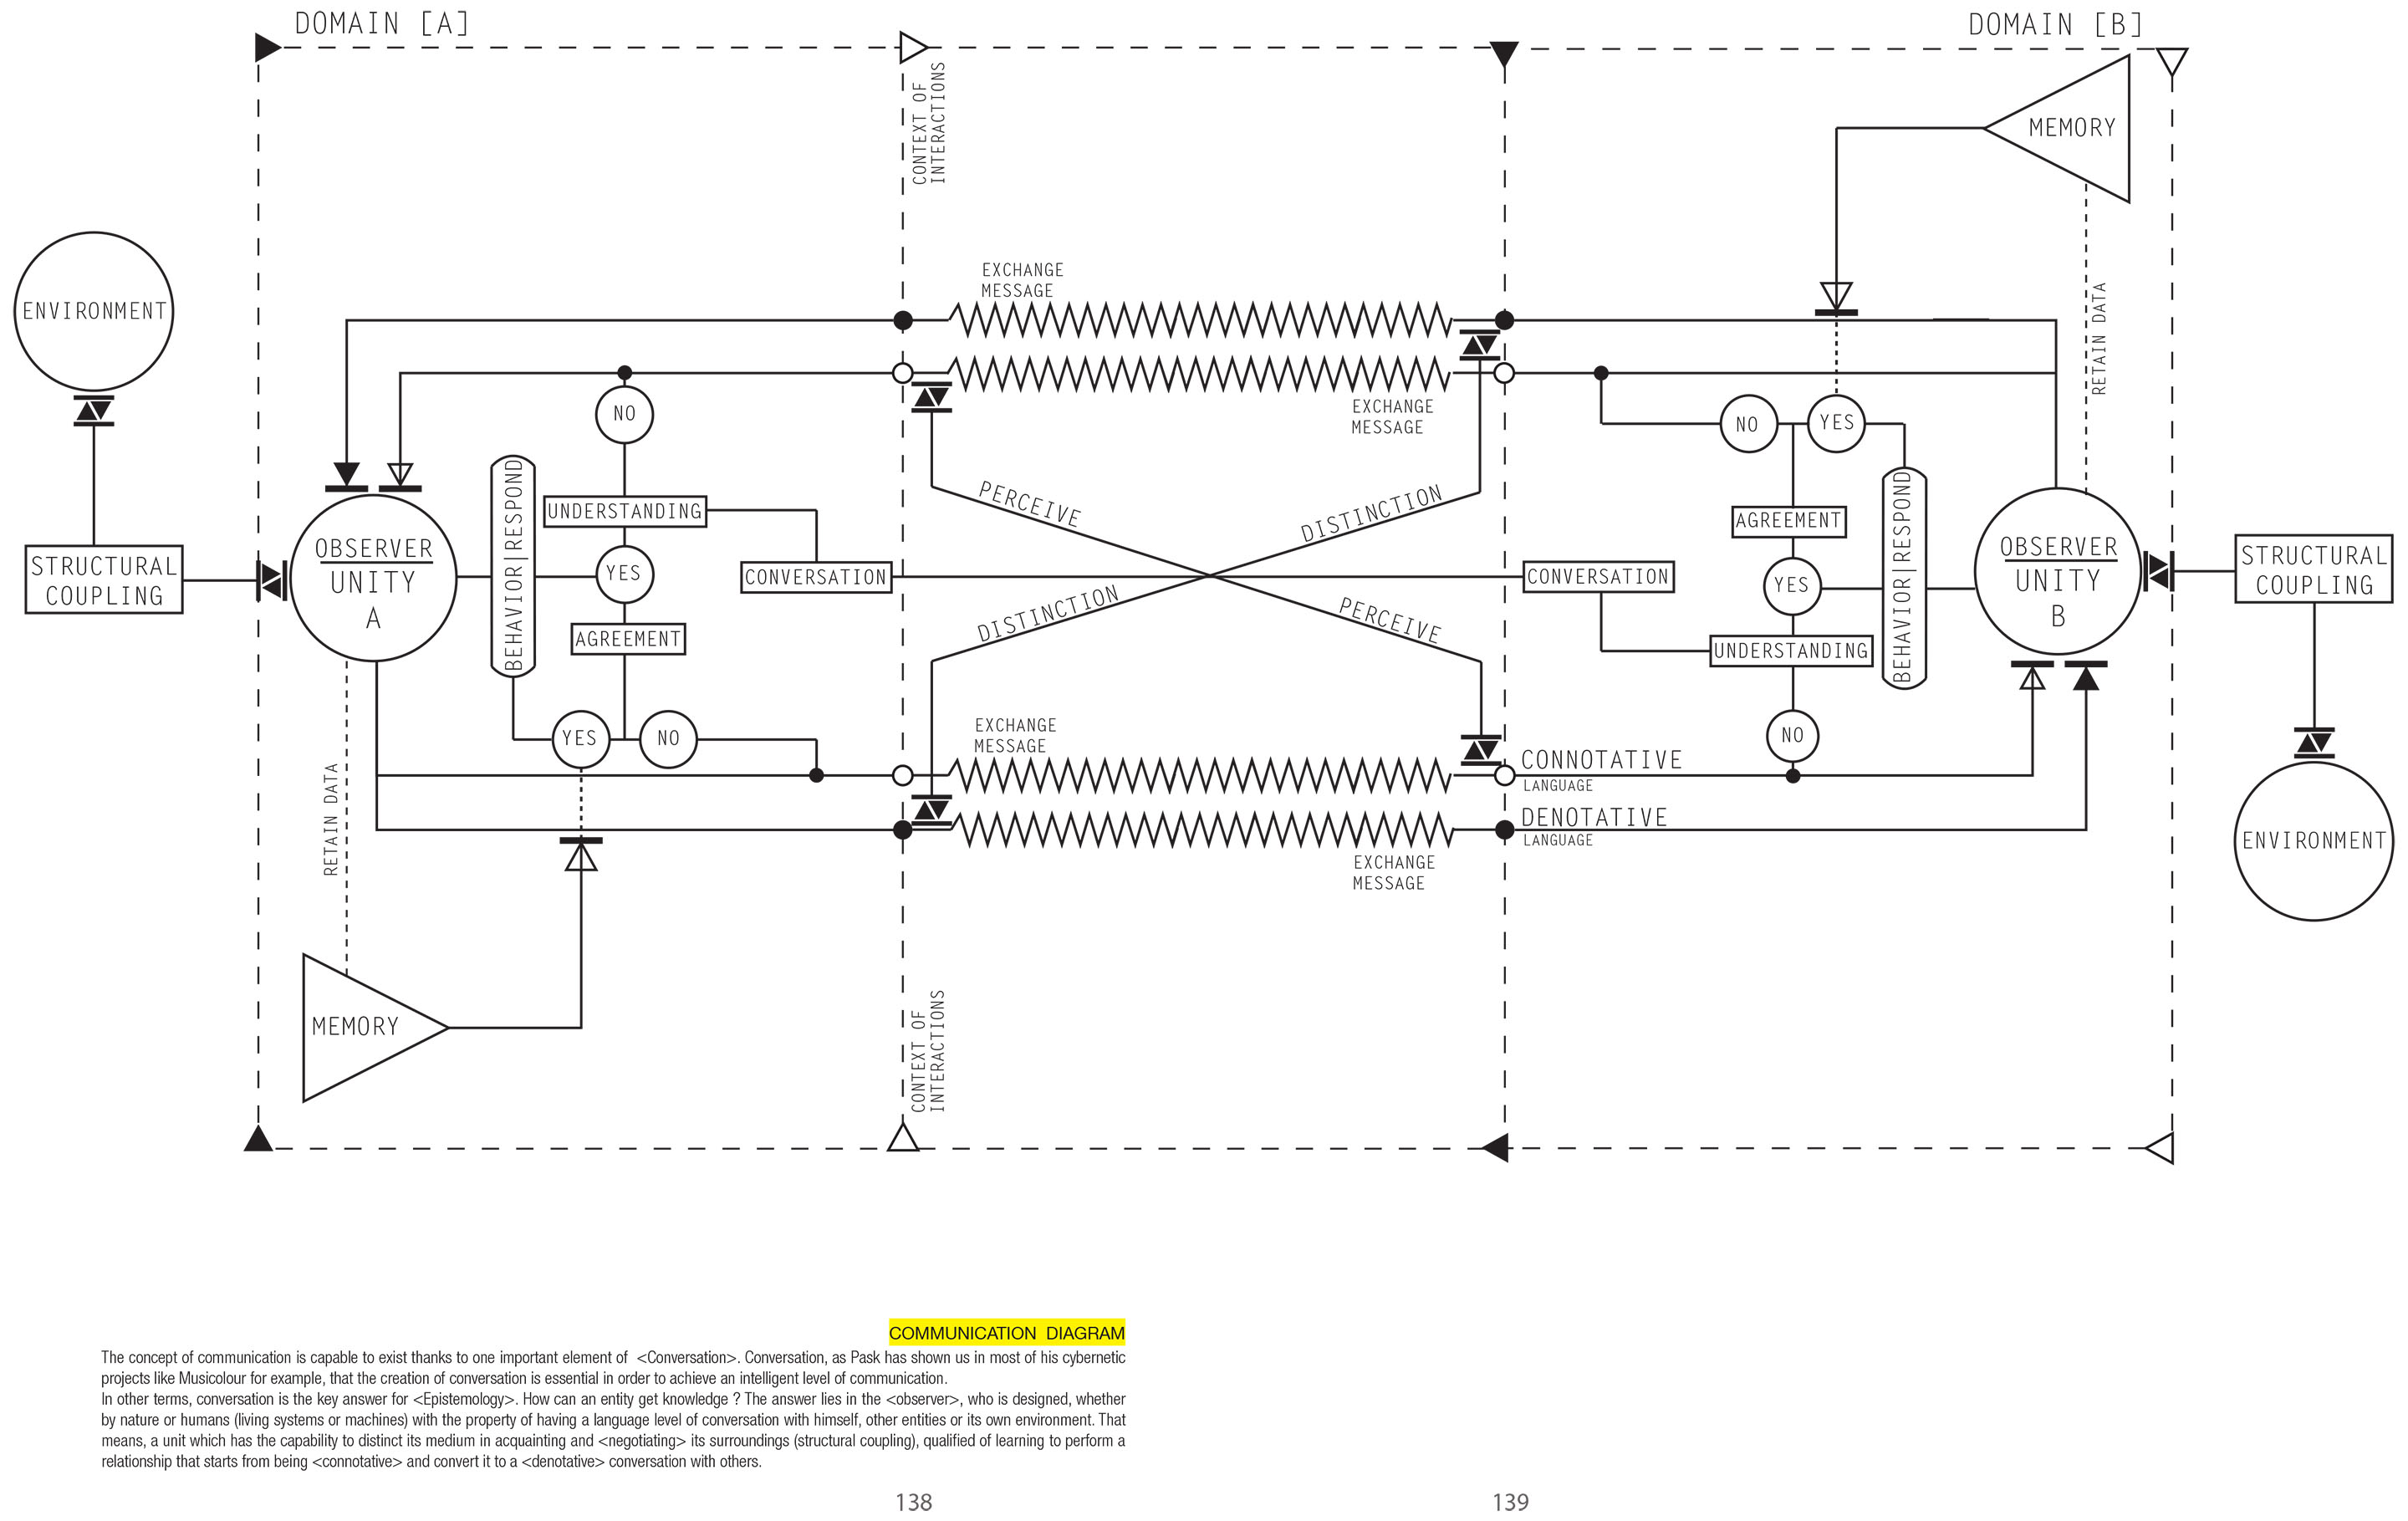 DOMAIN [A]
DOMAIN [B]
CONTEXT OF
INTERACTIONS
MEMORY
EXCHANGE
MESSAGE
ENVIRONMENT
RETAIN DATA
EXCHANGE
MESSAGE
NO
NO
YES
BEHAVIOR|RESPOND
UNDERSTANDING
PERCEIVE
DISTINCTION
AGREEMENT
BEHAVIOR|RESPOND
STRUCTURAL
COUPLING
OBSERVER
UNITY
A
YES
CONVERSATION
CONVERSATION
YES
OBSERVER
UNITY
B
STRUCTURAL
COUPLING
AGREEMENT
DISTINCTION
PERCEIVE
UNDERSTANDING
YES
NO
EXCHANGE
MESSAGE
NO
CONNOTATIVE
LANGUAGE
DENOTATIVE
LANGUAGE
RETAIN DATA
EXCHANGE
MESSAGE
ENVIRONMENT
MEMORY
CONTEXT OF
INTERACTIONS
COMMUNICATION DIAGRAM
The concept of communication is capable to exist thanks to one important element of <Conversation>. Conversation, as Pask has shown us in most of his cybernetic
projects like Musicolour for example, that the creation of conversation is essential in order to achieve an intelligent level of communication.
In other terms, conversation is the key answer for <Epistemology>. How can an entity get knowledge ? The answer lies in the <observer>, who is designed, whether
by nature or humans (living systems or machines) with the property of having a language level of conversation with himself, other entities or its own environment. That
means, a unit which has the capability to distinct its medium in acquainting and <negotiating> its surroundings (structural coupling), qualified of learning to perform a
relationship that starts from being <connotative> and convert it to a <denotative> conversation with others.
138
139